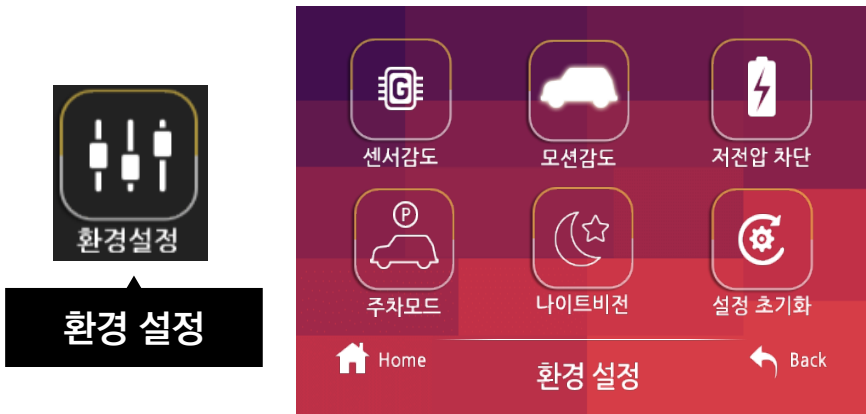 환경설정
환경 설정
G
센서감도
모션감도
저전압 차단
P
주차모드
나이트비전
설정 초기화
Home
환경 설정
Back